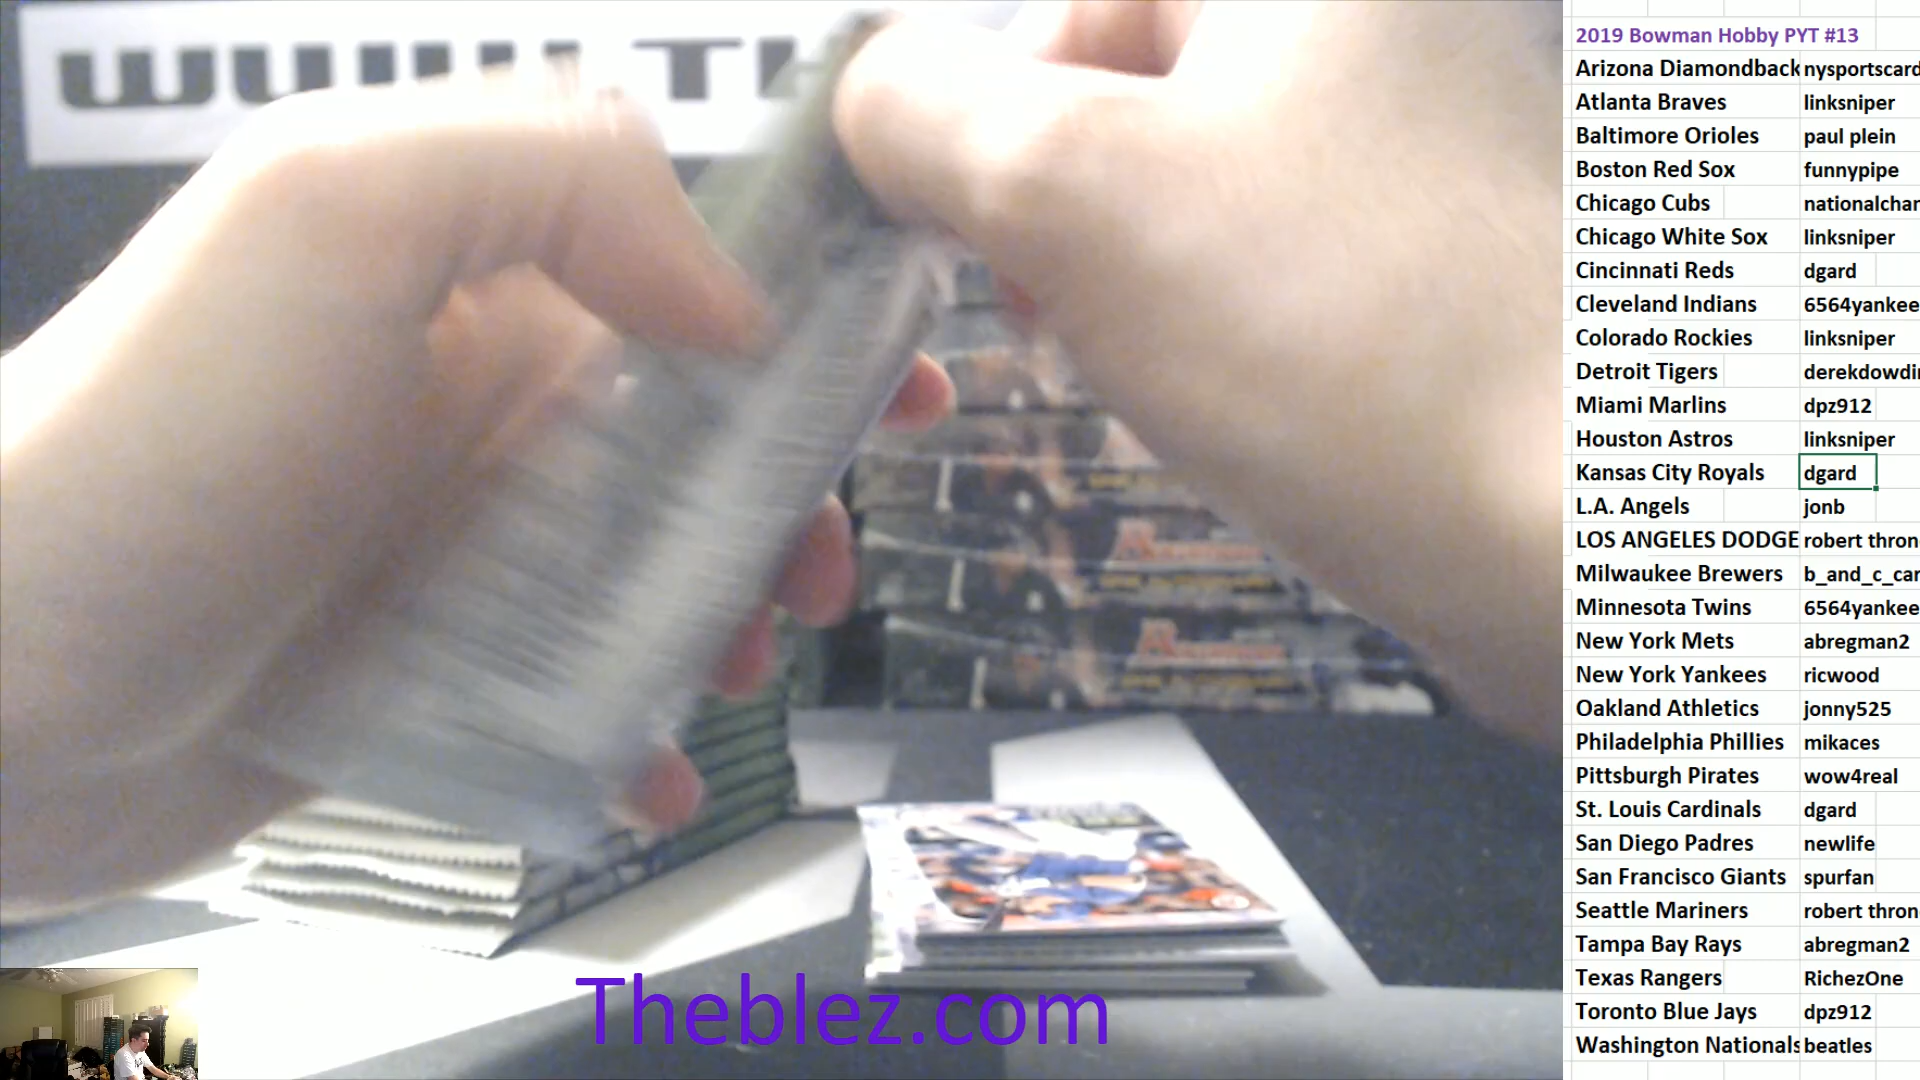 2019 Bowman Hobby PYT #13
Arizona Diamondback nysportscard
Atlanta Braves linksniper
Baltimore Orioles paul plein
Boston Red Sox funnypipe
Chicago Cubs nationalchar
Chicago White Sox linksniper
Cincinnati Reds dgard
Cleveland Indians 6564yankee
Colorado Rockies linksniper
Detroit Tigers derekdowdin
Miami Marlins dpz912
Houston Astros linksniper
Kansas City Royals dgard
L.A. Angels jonb
LOS ANGELES DODGE robert thron
Milwaukee Brewers b_and_c_car
Minnesota Twins 6564yankee
New York Mets abregman2
New York Yankees ricwood
Oakland Athletics jonny525
Philadelphia Phillies mikaces
Pittsburgh Pirates wow4real
St. Louis Cardinals dgard
San Diego Padres newlife
San Francisco Giants spurfan
Seattle Mariners robert thron
Tampa Bay Rays abregman2
Texas Rangers RichezOne
Toronto Blue Jays dpz912
Washington Nationals beatles
Theblez.com